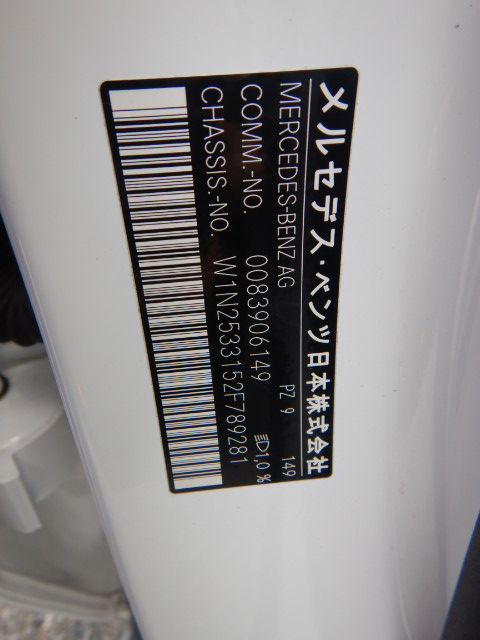 メルセデス・ベンツ日本株式会社
MERCEDES-BENZ AG PZ 9 149
COMM.-NO. 0083906149 1,0 %
CHASSIS.-NO. W1N2533152F789281